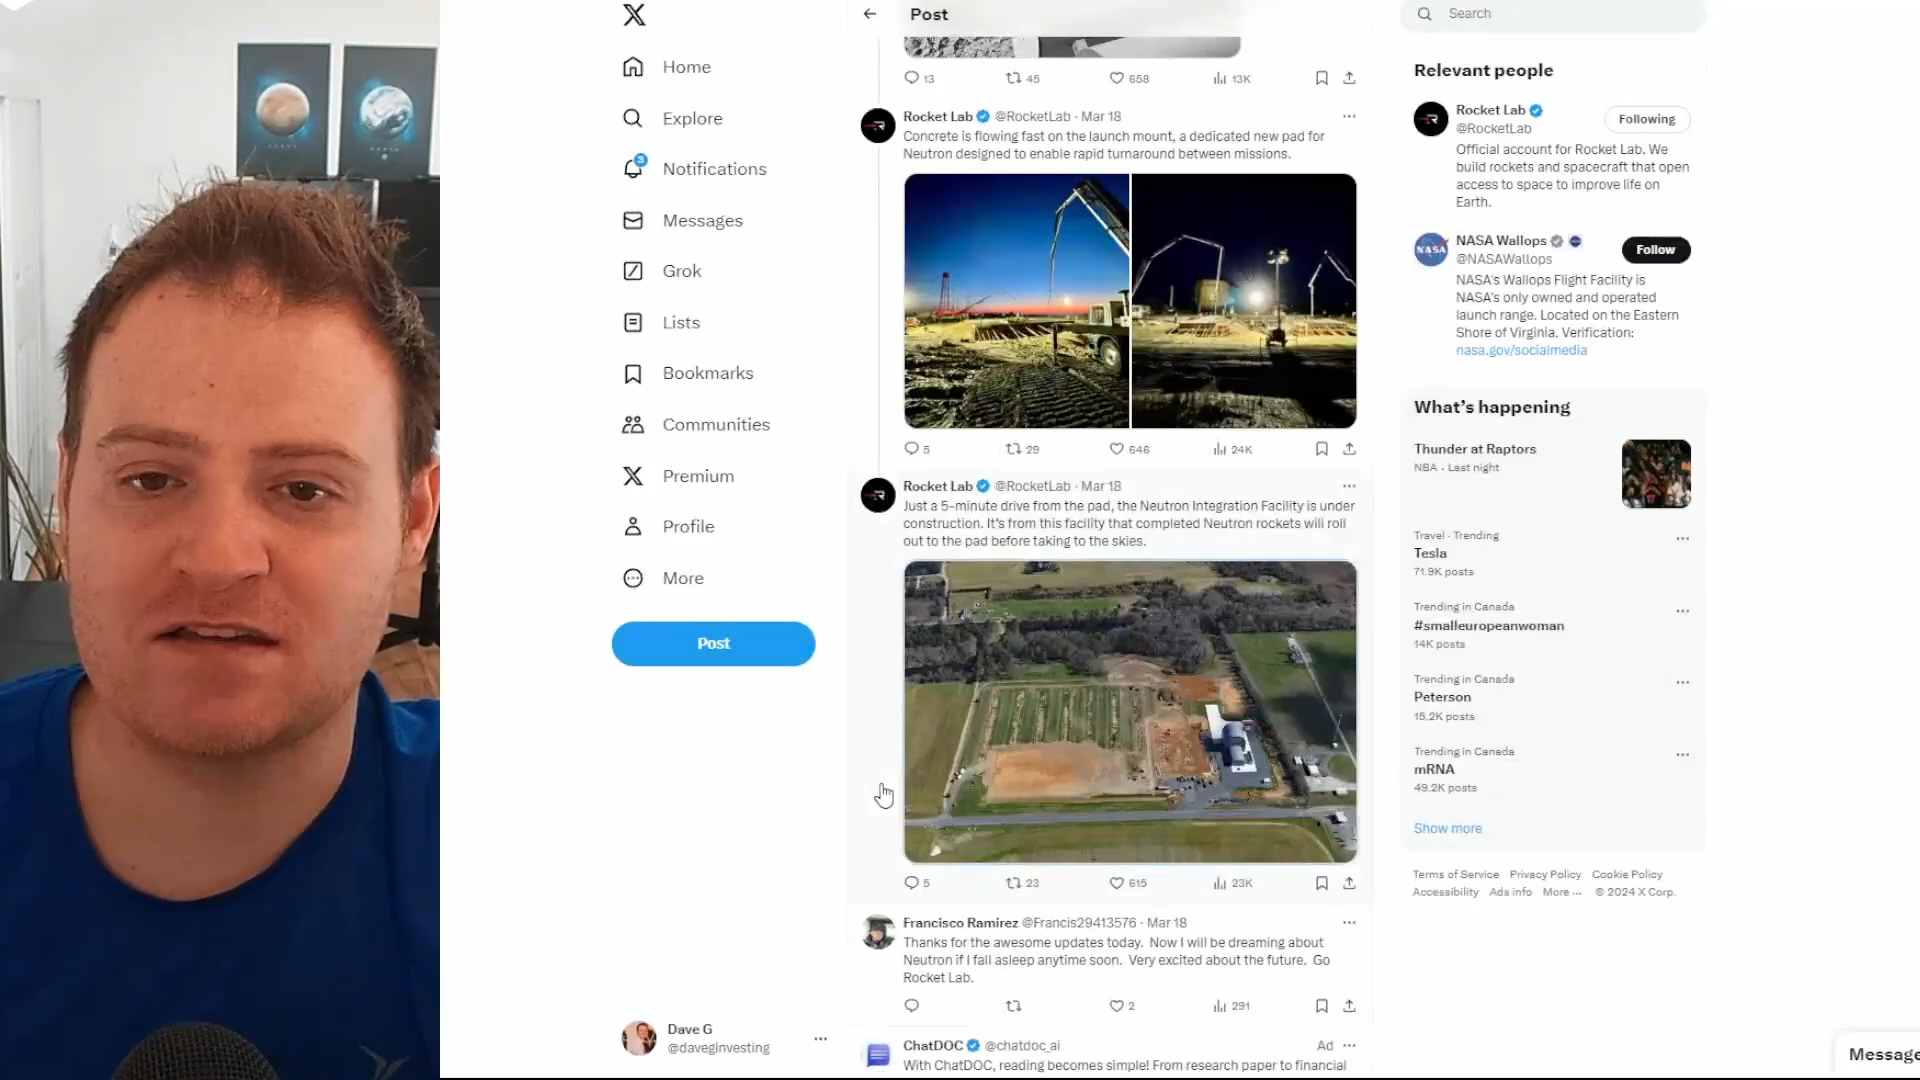 Home
Explore
3
Notifications
Messages
Grok
Lists
Bookmarks
Communities
Premium
Profile
More
Post
Dave G
@daveginvesting
Post
13 45 658 13K
Rocket Lab @RocketLab · Mar 18
Concrete is flowing fast on the launch mount, a dedicated new pad for
Neutron designed to enable rapid turnaround between missions.
5 29 646 24K
Rocket Lab @RocketLab · Mar 18
Just a 5-minute drive from the pad, the Neutron Integration Facility is under
construction. It's from this facility that completed Neutron rockets will roll
out to the pad before taking to the skies.
5 23 615 23K
Francisco Ramirez @Francis29413576 · Mar 18
Thanks for the awesome updates today. Now I will be dreaming about
Neutron if I fall asleep anytime soon. Very excited about the future. Go
Rocket Lab.
2 291
ChatDOC @chatdoc_ai Ad
With ChatDOC, reading becomes simple! From research paper to financial
Search
Relevant people
Rocket Lab
@RocketLab
Following
Official account for Rocket Lab. We
build rockets and spacecraft that open
access to space to improve life on
Earth.
NASA
NASA Wallops
@NASAWallops
Follow
NASA's Wallops Flight Facility is
NASA's only owned and operated
launch range. Located on the Eastern
Shore of Virginia. Verification:
nasa.gov/socialmedia
What's happening
Thunder at Raptors
NBA · Last night
Travel · Trending
Tesla
71.9K posts
Trending in Canada
#smalleuropeanwoman
14K posts
Trending in Canada
Peterson
15.2K posts
Trending in Canada
mRNA
49.2K posts
Show more
Terms of Service Privacy Policy Cookie Policy
Accessibility Ads info More ... © 2024 X Corp.
Message